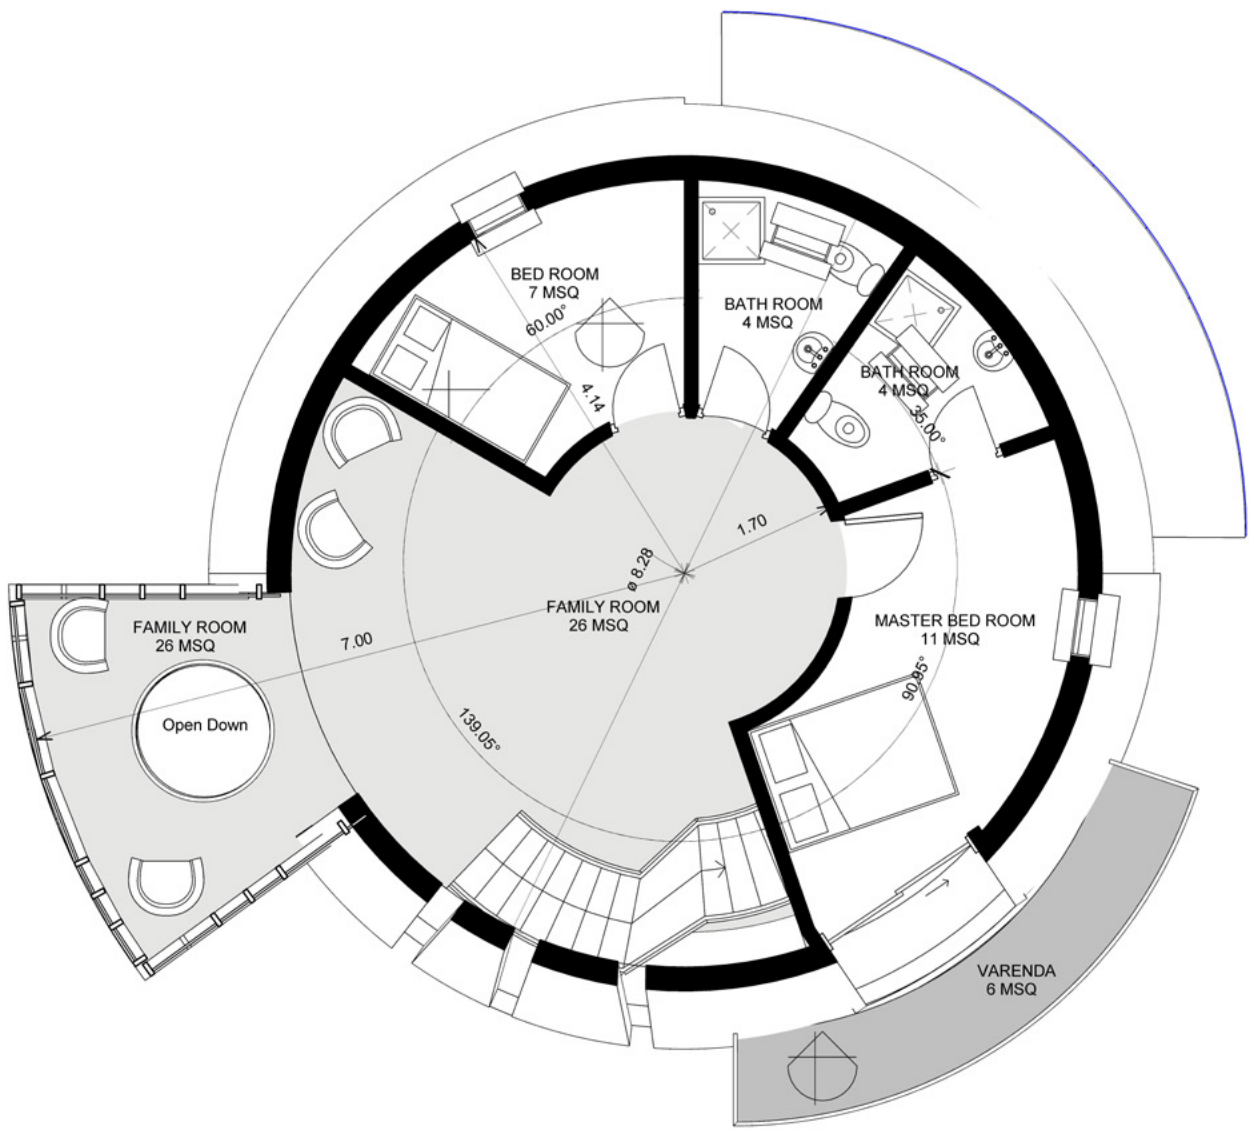 BED ROOM
7 MSQ
60.00°
BATH ROOM
4 MSQ
BATH ROOM
4 MSQ
35.00°
4.14
1.70
ø 8.28
FAMILY ROOM
26 MSQ
FAMILY ROOM
26 MSQ
7.00
MASTER BED ROOM
11 MSQ
90.95°
Open Down
139.05°
VARENDA
6 MSQ